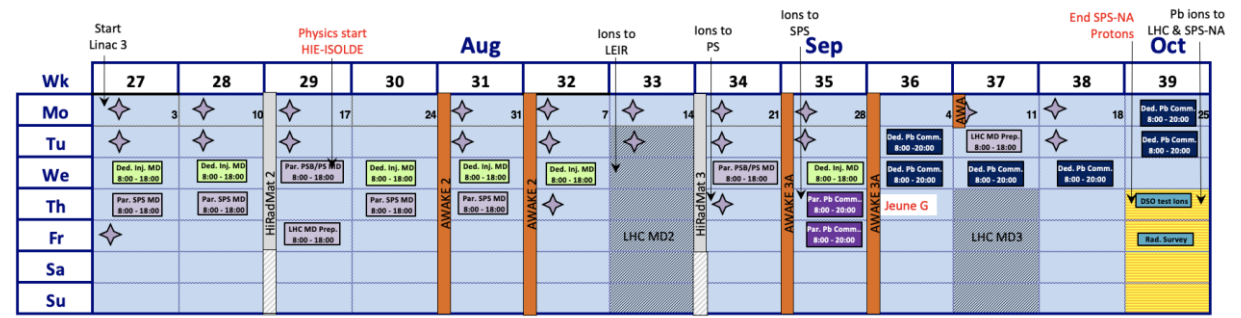 Start
Linac 3
Physics start
HIE-ISOLDE
Aug
Ions to
LEIR
Ions to
PS
Ions to
SPS
Sep
End SPS-NA
Protons
Pb ions to
LHC & SPS-NA
Oct
Wk 27 28 29 30 31 32 33 34 35 36 37 38 39
Mo 3 10 17 24 31 7 14 21 28 4 AWA 11 18 Ded. Pb Comm. 25
8:00 - 20:00
Tu Ded. Pb Comm. LHC MD Prep. Ded. Pb Comm.
8:00 -20:00 8:00 - 18:00 8:00 - 20:00
We Ded. Inj. MD Ded. Inj. MD Par. PSB/PS MD Ded. Inj. MD Ded. Inj. MD Ded. Inj. MD Par. PSB/PS MD Ded. Inj. MD Ded. Pb Comm. Ded. Pb Comm. Ded. Pb Comm.
8:00 - 18:00 8:00 - 18:00 8:00 - 18:00 8:00 - 18:00 8:00 - 18:00 8:00 - 18:00 8:00 - 18:00 8:00 - 18:00 8:00 - 20:00 8:00 - 20:00 8:00 - 20:00
Th Par. SPS MD Par. SPS MD Par. SPS MD Par. SPS MD Par. Pb Comm. Jeune G DSO test Ions
8:00 - 18:00 8:00 - 18:00 8:00 - 18:00 8:00 - 18:00 8:00 - 20:00
Fr LHC MD Prep. LHC MD2 Par. Pb Comm. LHC MD3 Rad. Survey
8:00 - 18:00 8:00 - 20:00
Sa
Su
HiRadMat 2
AWAKE 2
AWAKE 2
HiRadMat 3
AWAKE 3A
AWAKE 3A